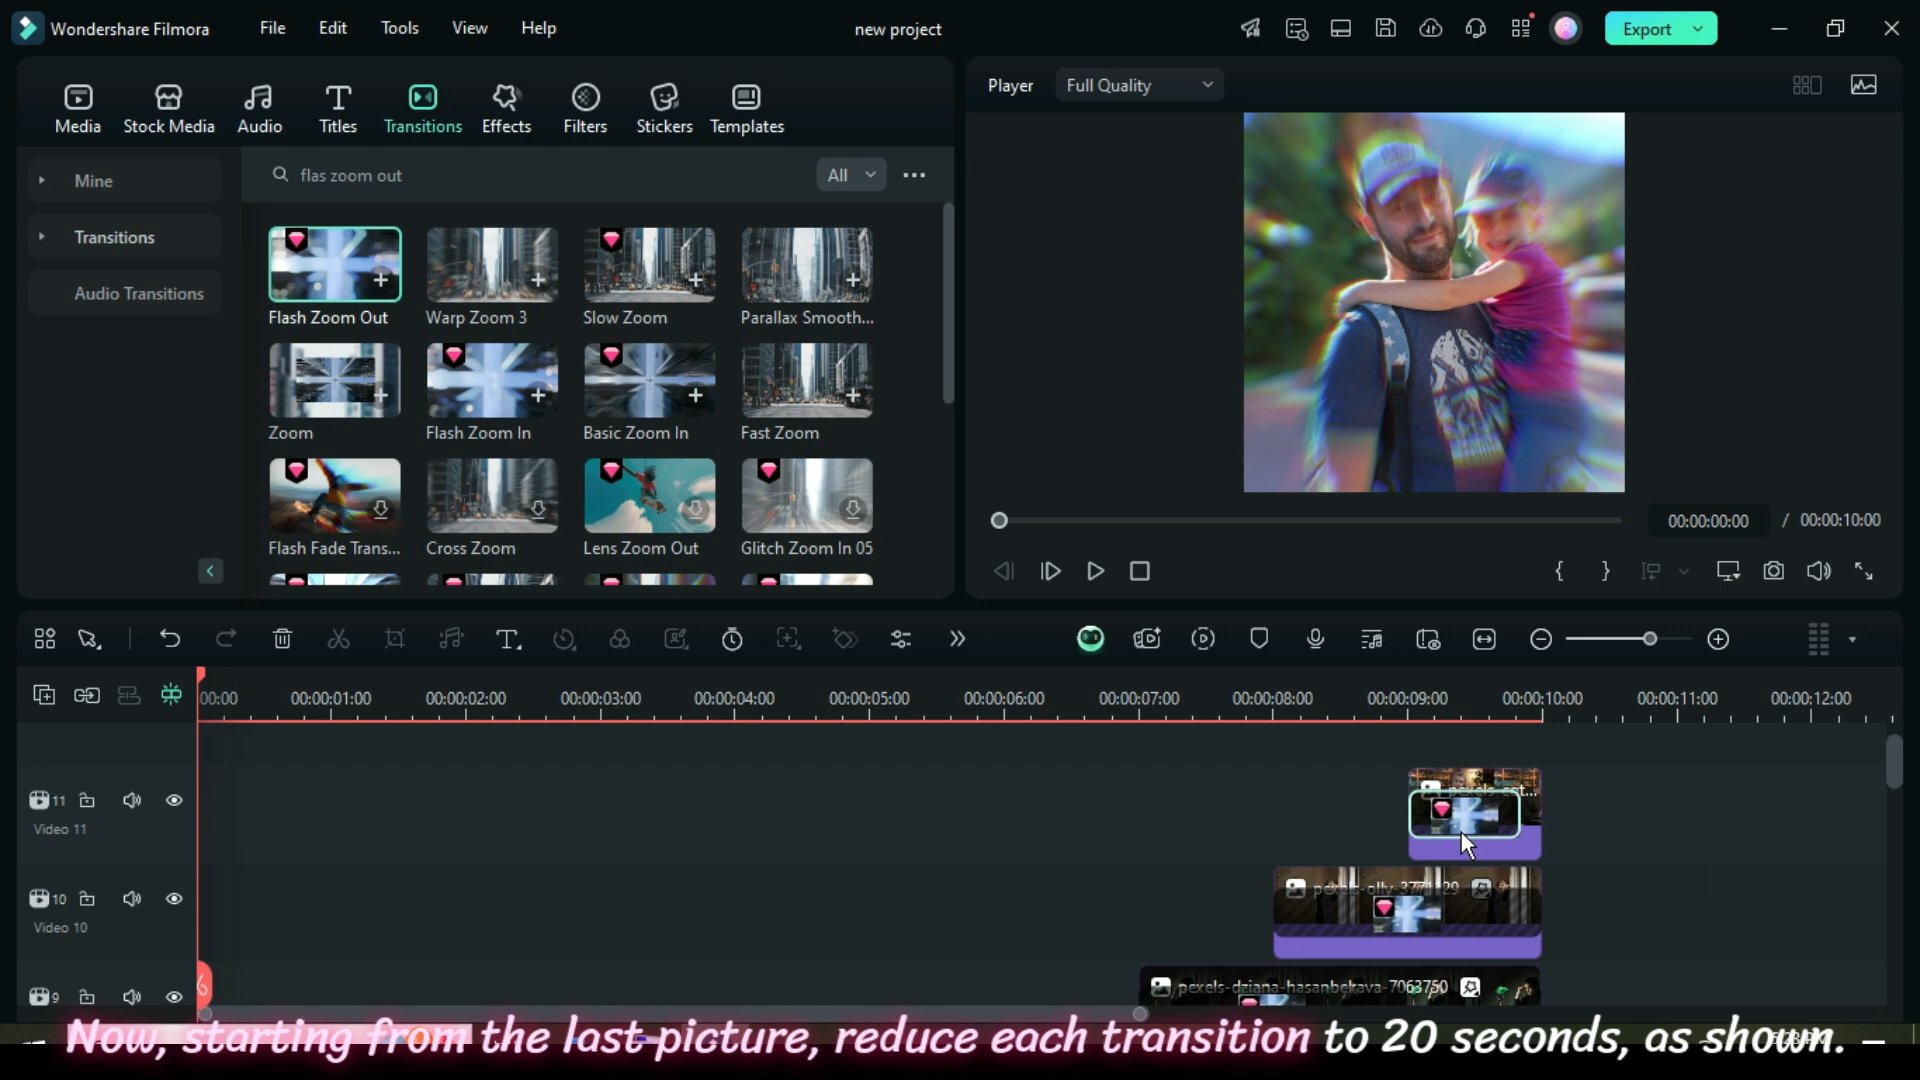 Wondershare Filmora
File
Edit
Tools
View
Help
new project
Export
Media
Stock Media
Audio
Titles
Transitions
Effects
Filters
Stickers
Templates
Player
Full Quality
Mine
Transitions
Audio Transitions
flas zoom out
All
Flash Zoom Out
Warp Zoom 3
Slow Zoom
Parallax Smooth...
Zoom
Flash Zoom In
Basic Zoom In
Fast Zoom
Flash Fade Trans...
Cross Zoom
Lens Zoom Out
Glitch Zoom In 05
00:00:00:00 / 00:00:10:00
00:00
00:00:01:00
00:00:02:00
00:00:03:00
00:00:04:00
00:00:05:00
00:00:06:00
00:00:07:00
00:00:08:00
00:00:09:00
00:00:10:00
00:00:11:00
00:00:12:00
11
Video 11
10
pexels-olly-3771129
Video 10
9
pexels-dziana-hasanbekava-7063750
Now, starting from the last picture, reduce each transition to 20 seconds, as shown.